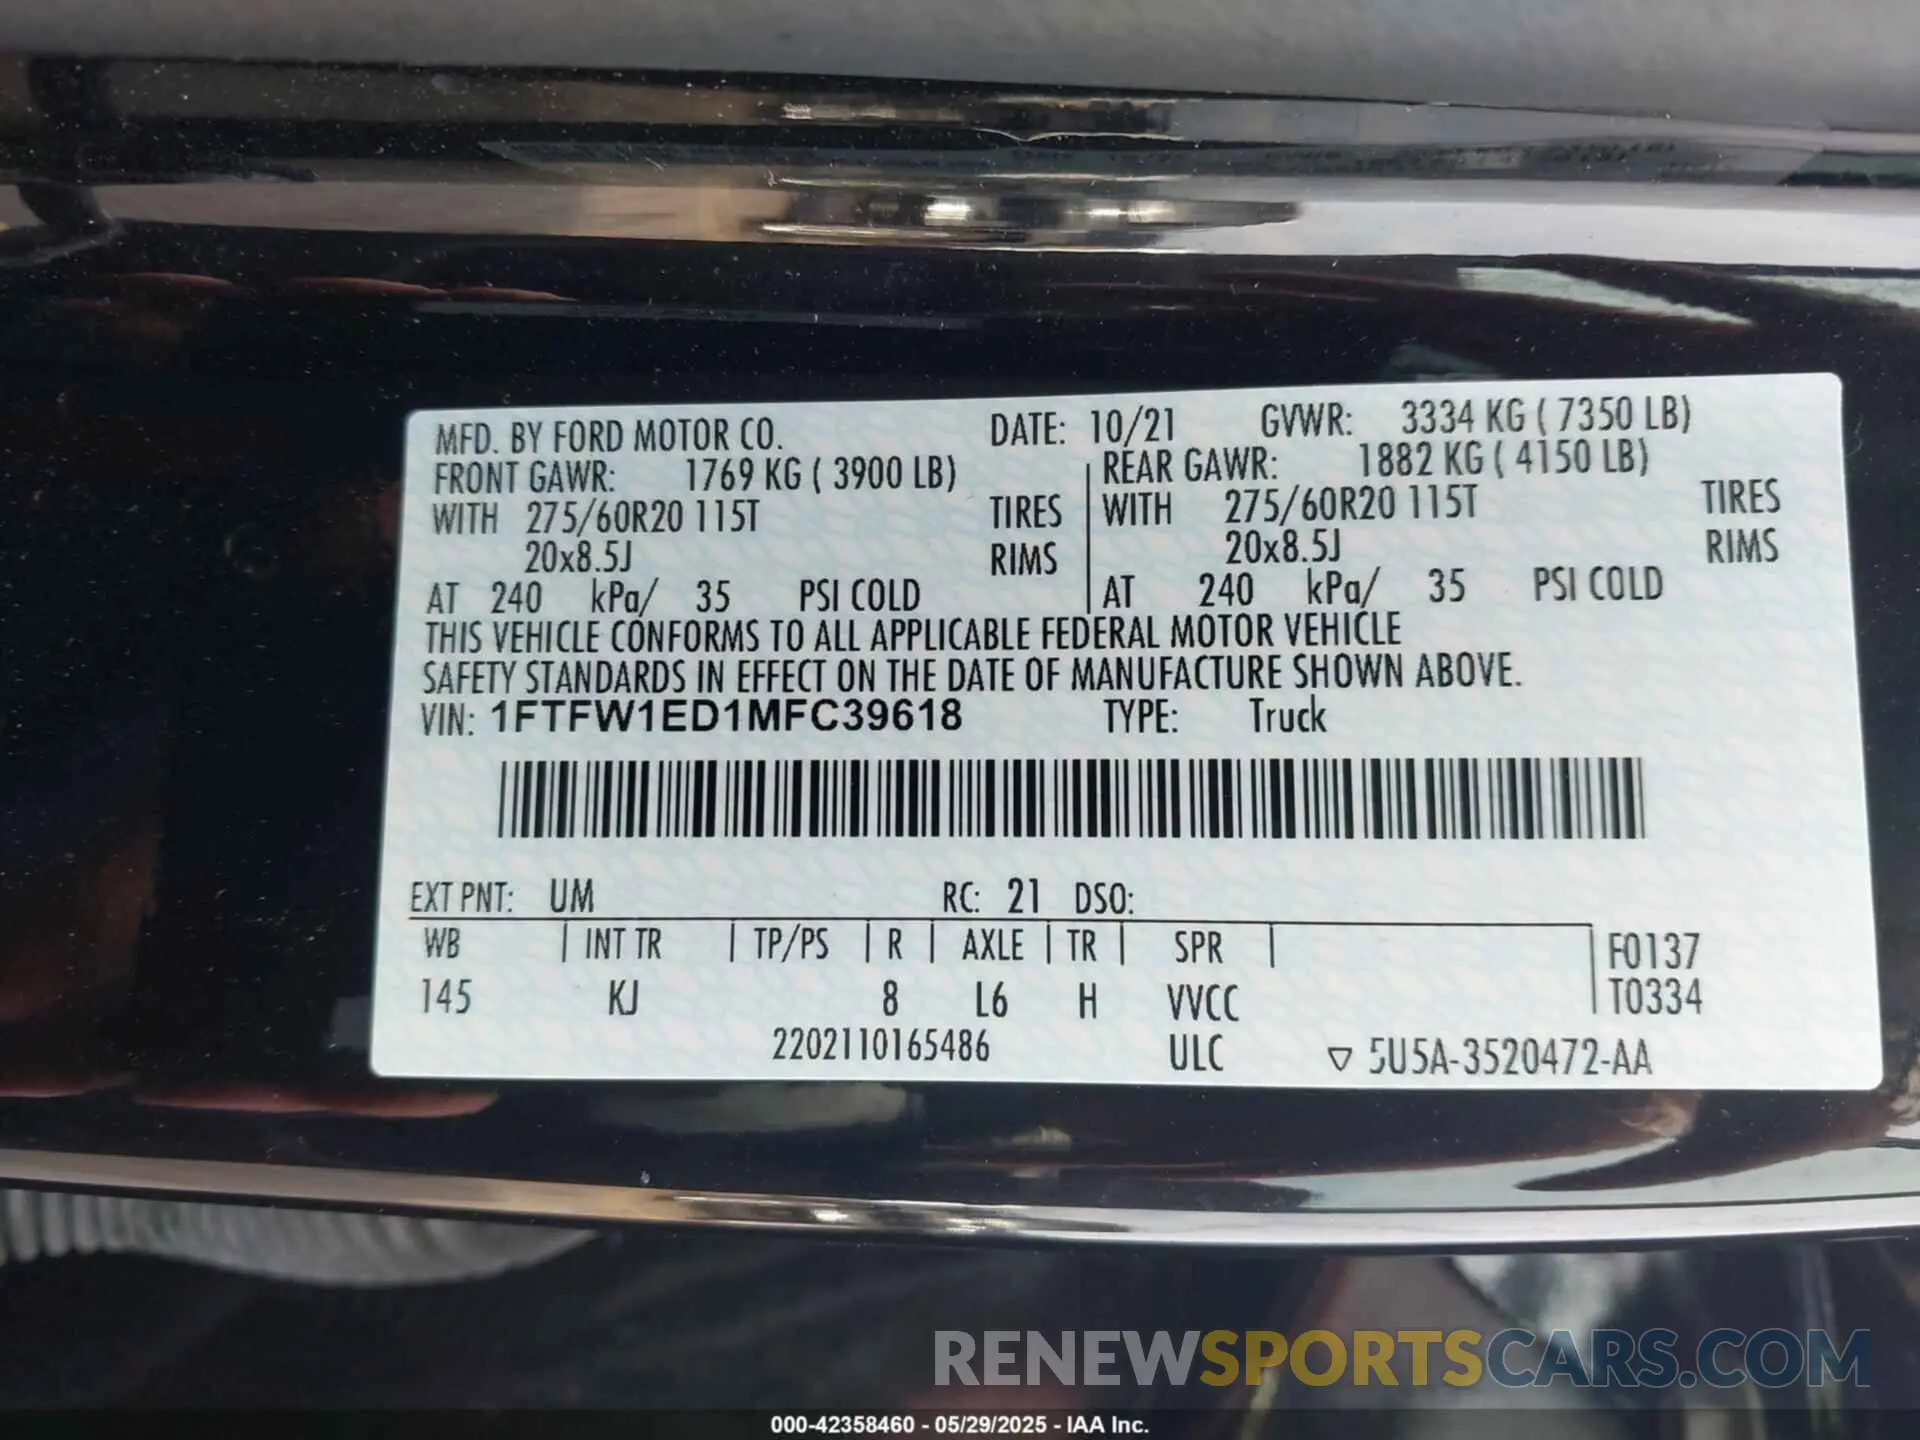 MFD. BY FORD MOTOR CO. DATE: 10/21 GVWR: 3334 KG ( 7350 LB)
FRONT GAWR: 1769 KG ( 3900 LB) REAR GAWR: 1882 KG ( 4150 LB)
WITH 275/60R20 115T TIRES WITH 275/60R20 115T TIRES
20x8.5J RIMS 20x8.5J RIMS
AT 240 kPa/ 35 PSI COLD AT 240 kPa/ 35 PSI COLD
THIS VEHICLE CONFORMS TO ALL APPLICABLE FEDERAL MOTOR VEHICLE
SAFETY STANDARDS IN EFFECT ON THE DATE OF MANUFACTURE SHOWN ABOVE.
VIN: 1FTFW1ED1MFC39618 TYPE: Truck
EXT PNT: UM RC: 21 DSO:
WB INT TR TP/PS R AXLE TR SPR F0137
145 KJ 8 L6 H VVCC T0334
2202110165486 ULC ▽ 5U5A-3520472-AA
RENEWSPORTSCARS.COM
000-42358460 - 05/29/2025 - IAA Inc.